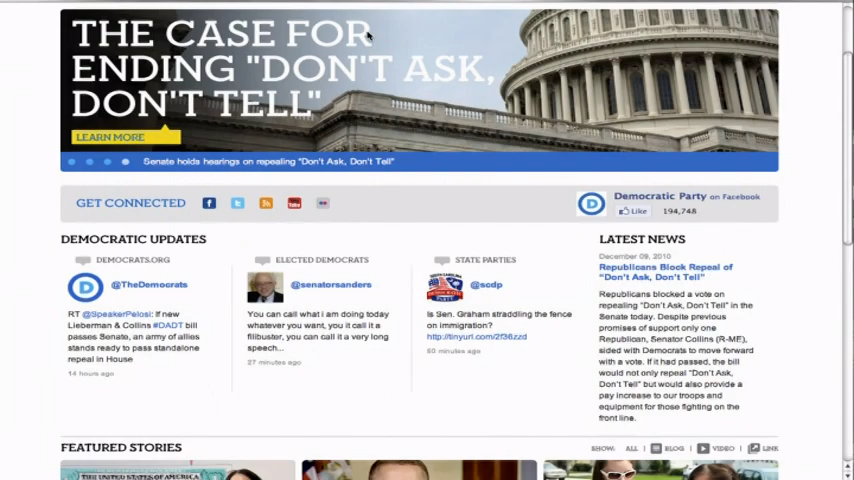 THE CASE FOR
ENDING "DON'T ASK,
DON'T TELL"
LEARN MORE
Senate holds hearings on repealing "Don't Ask, Don't Tell"
GET CONNECTED
f
t
You Tube
Democratic Party on Facebook
Like 194,748
DEMOCRATIC UPDATES
DEMOCRATS.ORG
D
@TheDemocrats
RT @SpeakerPelosi: If new
Lieberman & Collins #DADT bill
passes Senate, an army of allies
stands ready to pass standalone
repeal in House
14 hours ago
ELECTED DEMOCRATS
@senatorsanders
You can call what i am doing today
whatever you want, you it call it a
filibuster, you can call it a very long
speech...
27 minutes ago
STATE PARTIES
@scdp
Is Sen. Graham straddling the fence
on immigration?
http://tinyurl.com/2f36zzd
60 minutes ago
LATEST NEWS
December 09, 2010
Republicans Block Repeal of
"Don't Ask, Don't Tell"
Republicans blocked a vote on
repealing "Don't Ask, Don't Tell" in the
Senate today. Despite previous
promises of support only one
Republican, Senator Collins (R-ME),
sided with Democrats to move forward
with a vote. If it had passed, the bill
would not only repeal "Don't Ask,
Don't Tell" but would also provide a
pay increase to our troops and
equipment for those fighting on the
front line.
FEATURED STORIES
SHOW: ALL | BLOG | VIDEO | LINK
THE UNITED STATES OF AMERICA